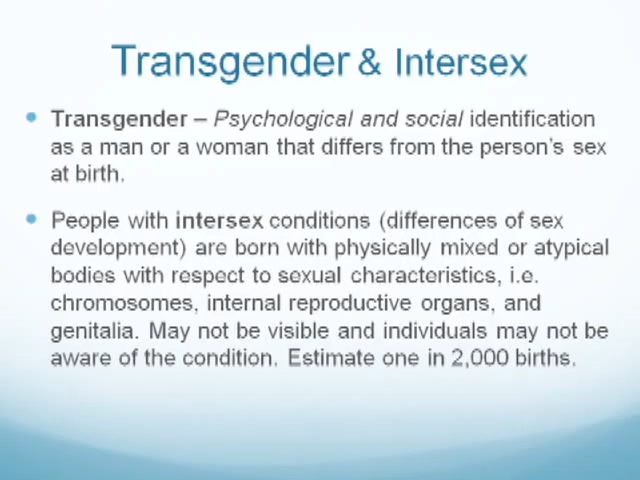 Transgender & Intersex
• Transgender – Psychological and social identification
as a man or a woman that differs from the person's sex
at birth.
• People with intersex conditions (differences of sex
development) are born with physically mixed or atypical
bodies with respect to sexual characteristics, i.e.
chromosomes, internal reproductive organs, and
genitalia. May not be visible and individuals may not be
aware of the condition. Estimate one in 2,000 births.